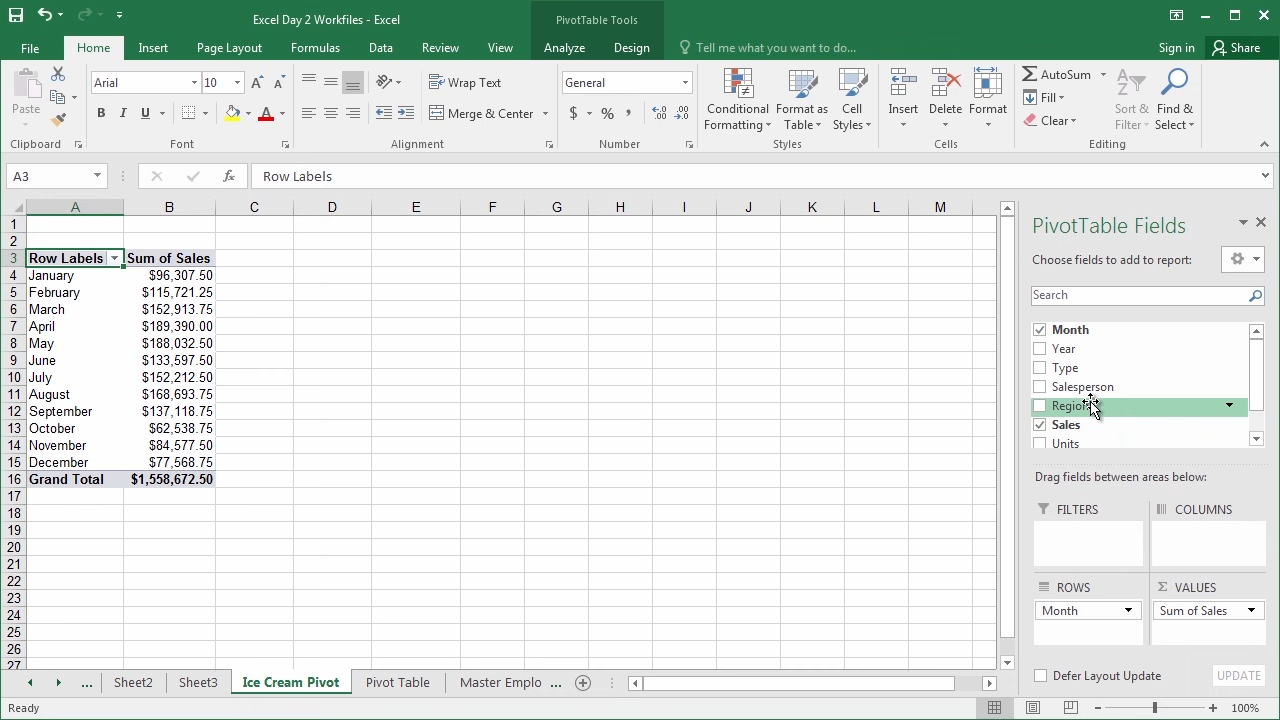 Excel Day 2 Workfiles - Excel
PivotTable Tools
File Home Insert Page Layout Formulas Data Review View Analyze Design Tell me what you want to do... Sign in Share
Paste
Clipboard
Arial 10
B I U
Font
Wrap Text
Merge & Center
Alignment
General
$ % ,
Number
Conditional Formatting
Format as Table
Cell Styles
Styles
Insert Delete Format
Cells
AutoSum
Fill
Clear
Sort & Filter
Find & Select
Editing
A3 fx Row Labels
A B C D E F G H I J K L M
1
2
3 Row Labels Sum of Sales
4 January $96,307.50
5 February $115,721.25
6 March $152,913.75
7 April $189,390.00
8 May $188,032.50
9 June $133,597.50
10 July $152,212.50
11 August $168,693.75
12 September $137,118.75
13 October $62,538.75
14 November $84,577.50
15 December $77,568.75
16 Grand Total $1,558,672.50
17
18
19
20
21
22
23
24
25
26
27
PivotTable Fields
Choose fields to add to report:
Search
Month
Year
Type
Salesperson
Region
Sales
Units
Drag fields between areas below:
FILTERS COLUMNS
ROWS VALUES
Month Sum of Sales
Defer Layout Update UPDATE
... Sheet2 Sheet3 Ice Cream Pivot Pivot Table Master Emplo ...
Ready 100%